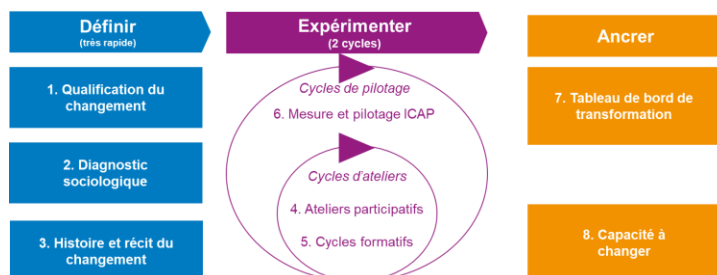 Définir
(très rapide)
1. Qualification du
changement
2. Diagnostic
sociologique
3. Histoire et récit du
changement
Expérimenter
(2 cycles)
Cycles de pilotage
6. Mesure et pilotage ICAP
Cycles d'ateliers
4. Ateliers participatifs
5. Cycles formatifs
Ancrer
7. Tableau de bord de
transformation
8. Capacité à
changer